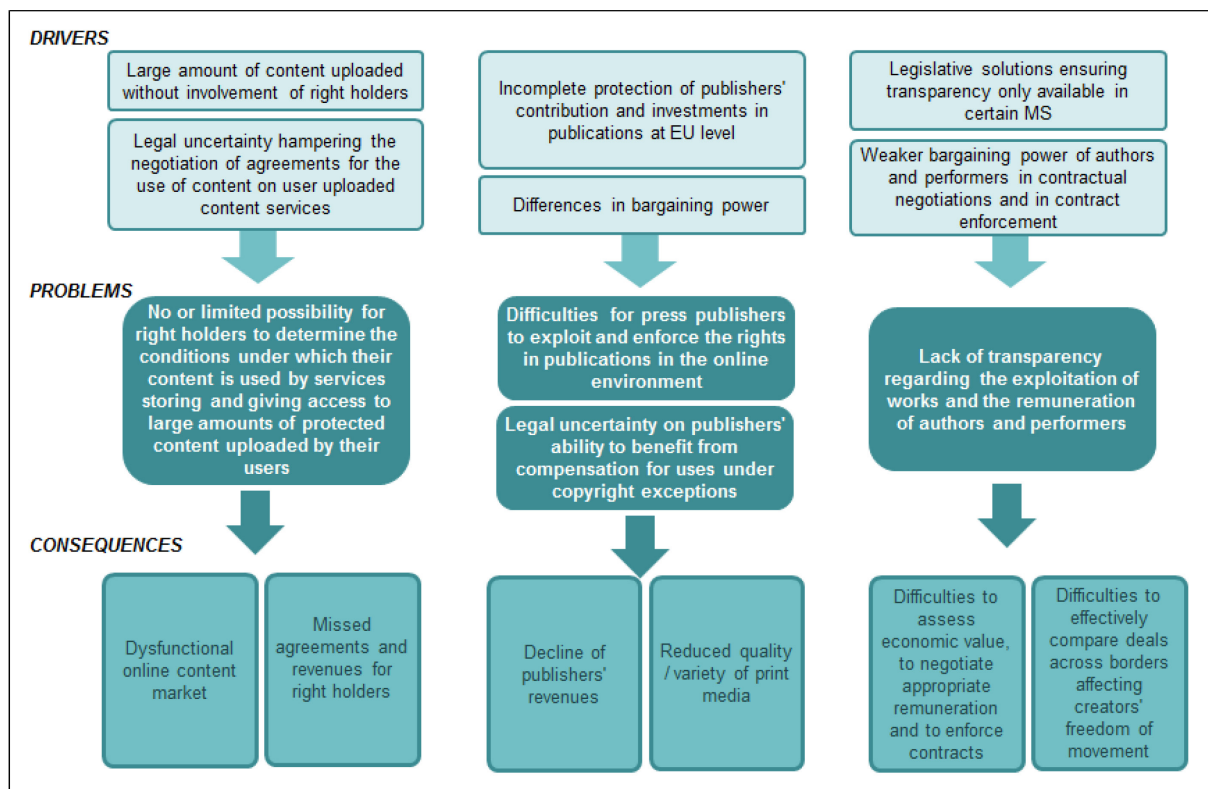 DRIVERS
Large amount of content uploaded
without involvement of right holders
Legal uncertainty hampering the
negotiation of agreements for the
use of content on user uploaded
content services
Incomplete protection of publishers'
contribution and investments in
publications at EU level
Differences in bargaining power
Legislative solutions ensuring
transparency only available in
certain MS
Weaker bargaining power of authors
and performers in contractual
negotiations and in contract
enforcement
PROBLEMS
No or limited possibility for
right holders to determine the
conditions under which their
content is used by services
storing and giving access to
large amounts of protected
content uploaded by their
users
Difficulties for press publishers
to exploit and enforce the rights
in publications in the online
environment
Legal uncertainty on publishers'
ability to benefit from
compensation for uses under
copyright exceptions
Lack of transparency
regarding the exploitation of
works and the remuneration
of authors and performers
CONSEQUENCES
Dysfunctional
online content
market
Missed
agreements and
revenues for
right holders
Decline of
publishers'
revenues
Reduced quality
/ variety of print
media
Difficulties to
assess
economic value,
to negotiate
appropriate
remuneration
and to enforce
contracts
Difficulties to
effectively
compare deals
across borders
affecting
creators'
freedom of
movement